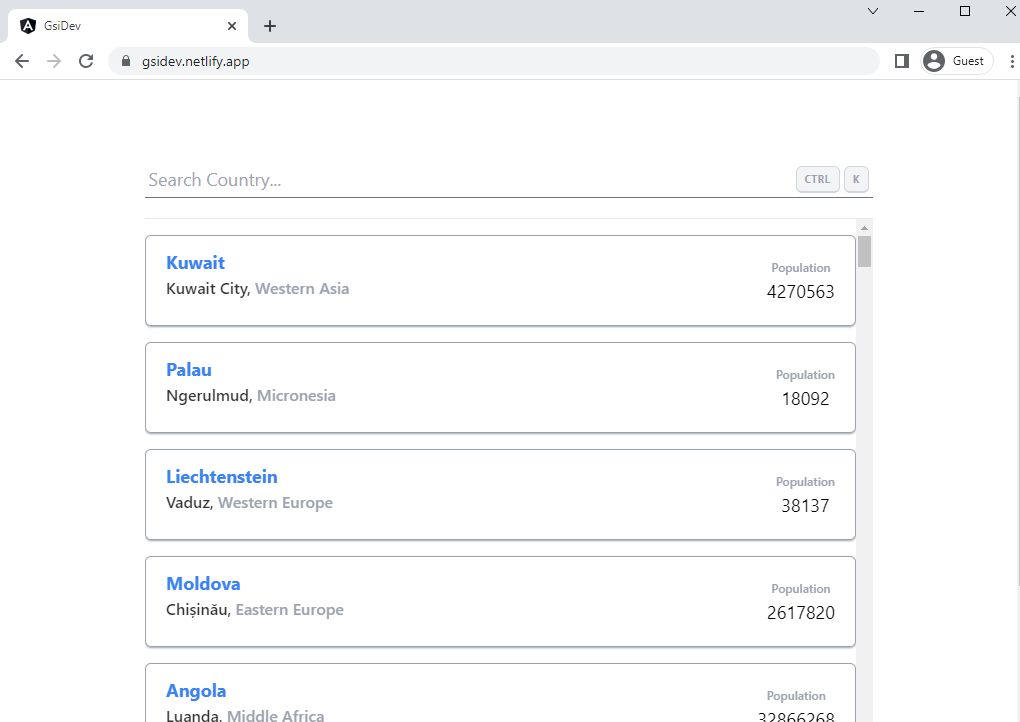 GsiDev
gsidev.netlify.app
Guest
Search Country...
CTRL K
Kuwait
Kuwait City, Western Asia
Population
4270563
Palau
Ngerulmud, Micronesia
Population
18092
Liechtenstein
Vaduz, Western Europe
Population
38137
Moldova
Chișinău, Eastern Europe
Population
2617820
Angola
Luanda, Middle Africa
Population
32866268